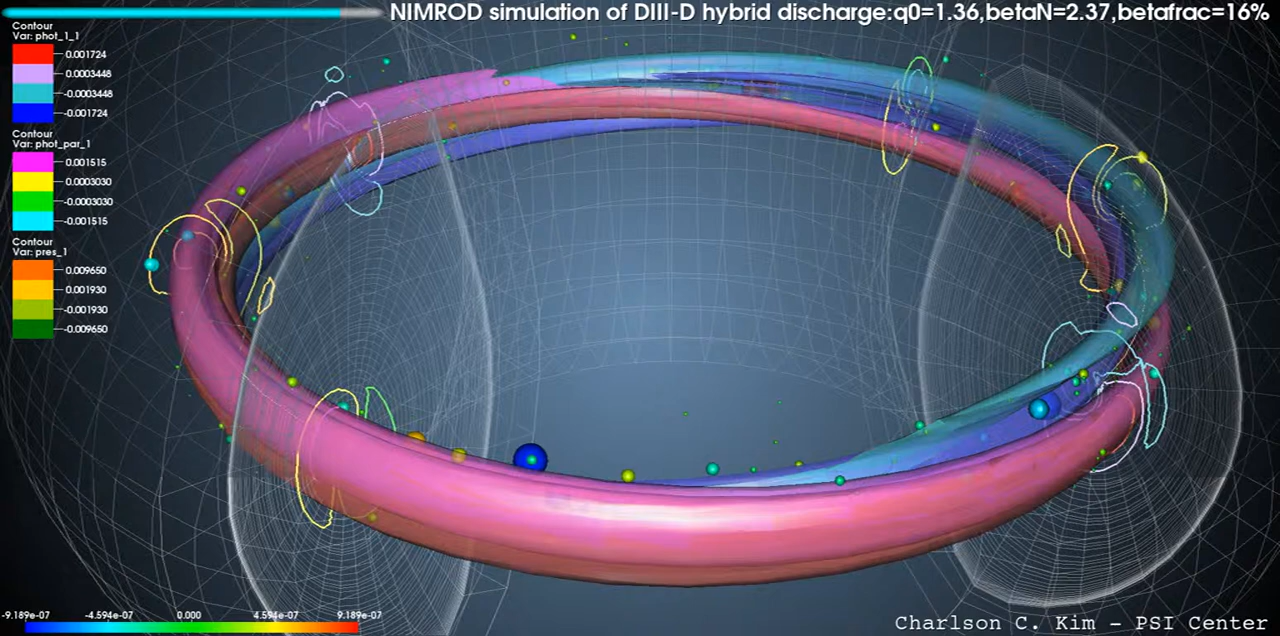 NIMROD simulation of DIII-D hybrid discharge:q0=1.36,betaN=2.37,betafrac=16%
Contour
Var: phot_1_1
0.001724
0.0003448
-0.0003448
-0.001724
Contour
Var: phot_par_1
0.001515
0.0003030
-0.0003030
-0.001515
Contour
Var: pres_1
0.009650
0.001930
-0.001930
-0.009650
-9.189e-07 -4.594e-07 0.000 4.594e-07 9.189e-07
Charlson C. Kim - PSI Center